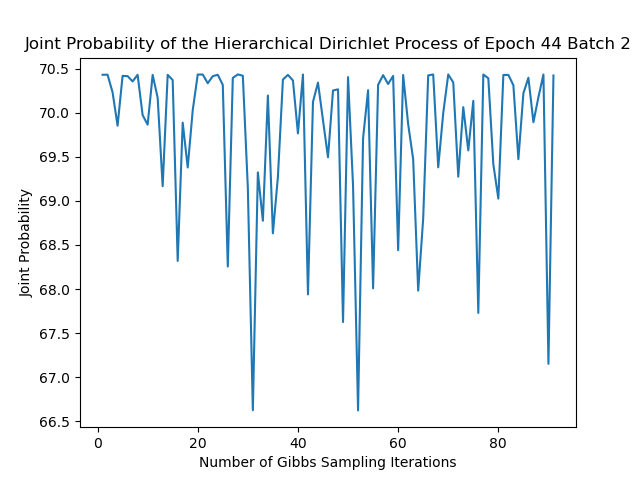 Joint Probability of the Hierarchical Dirichlet Process of Epoch 44 Batch 2
70.5
70.0
69.5
69.0
68.5
68.0
67.5
67.0
66.5
Joint Probability
0 20 40 60 80
Number of Gibbs Sampling Iterations